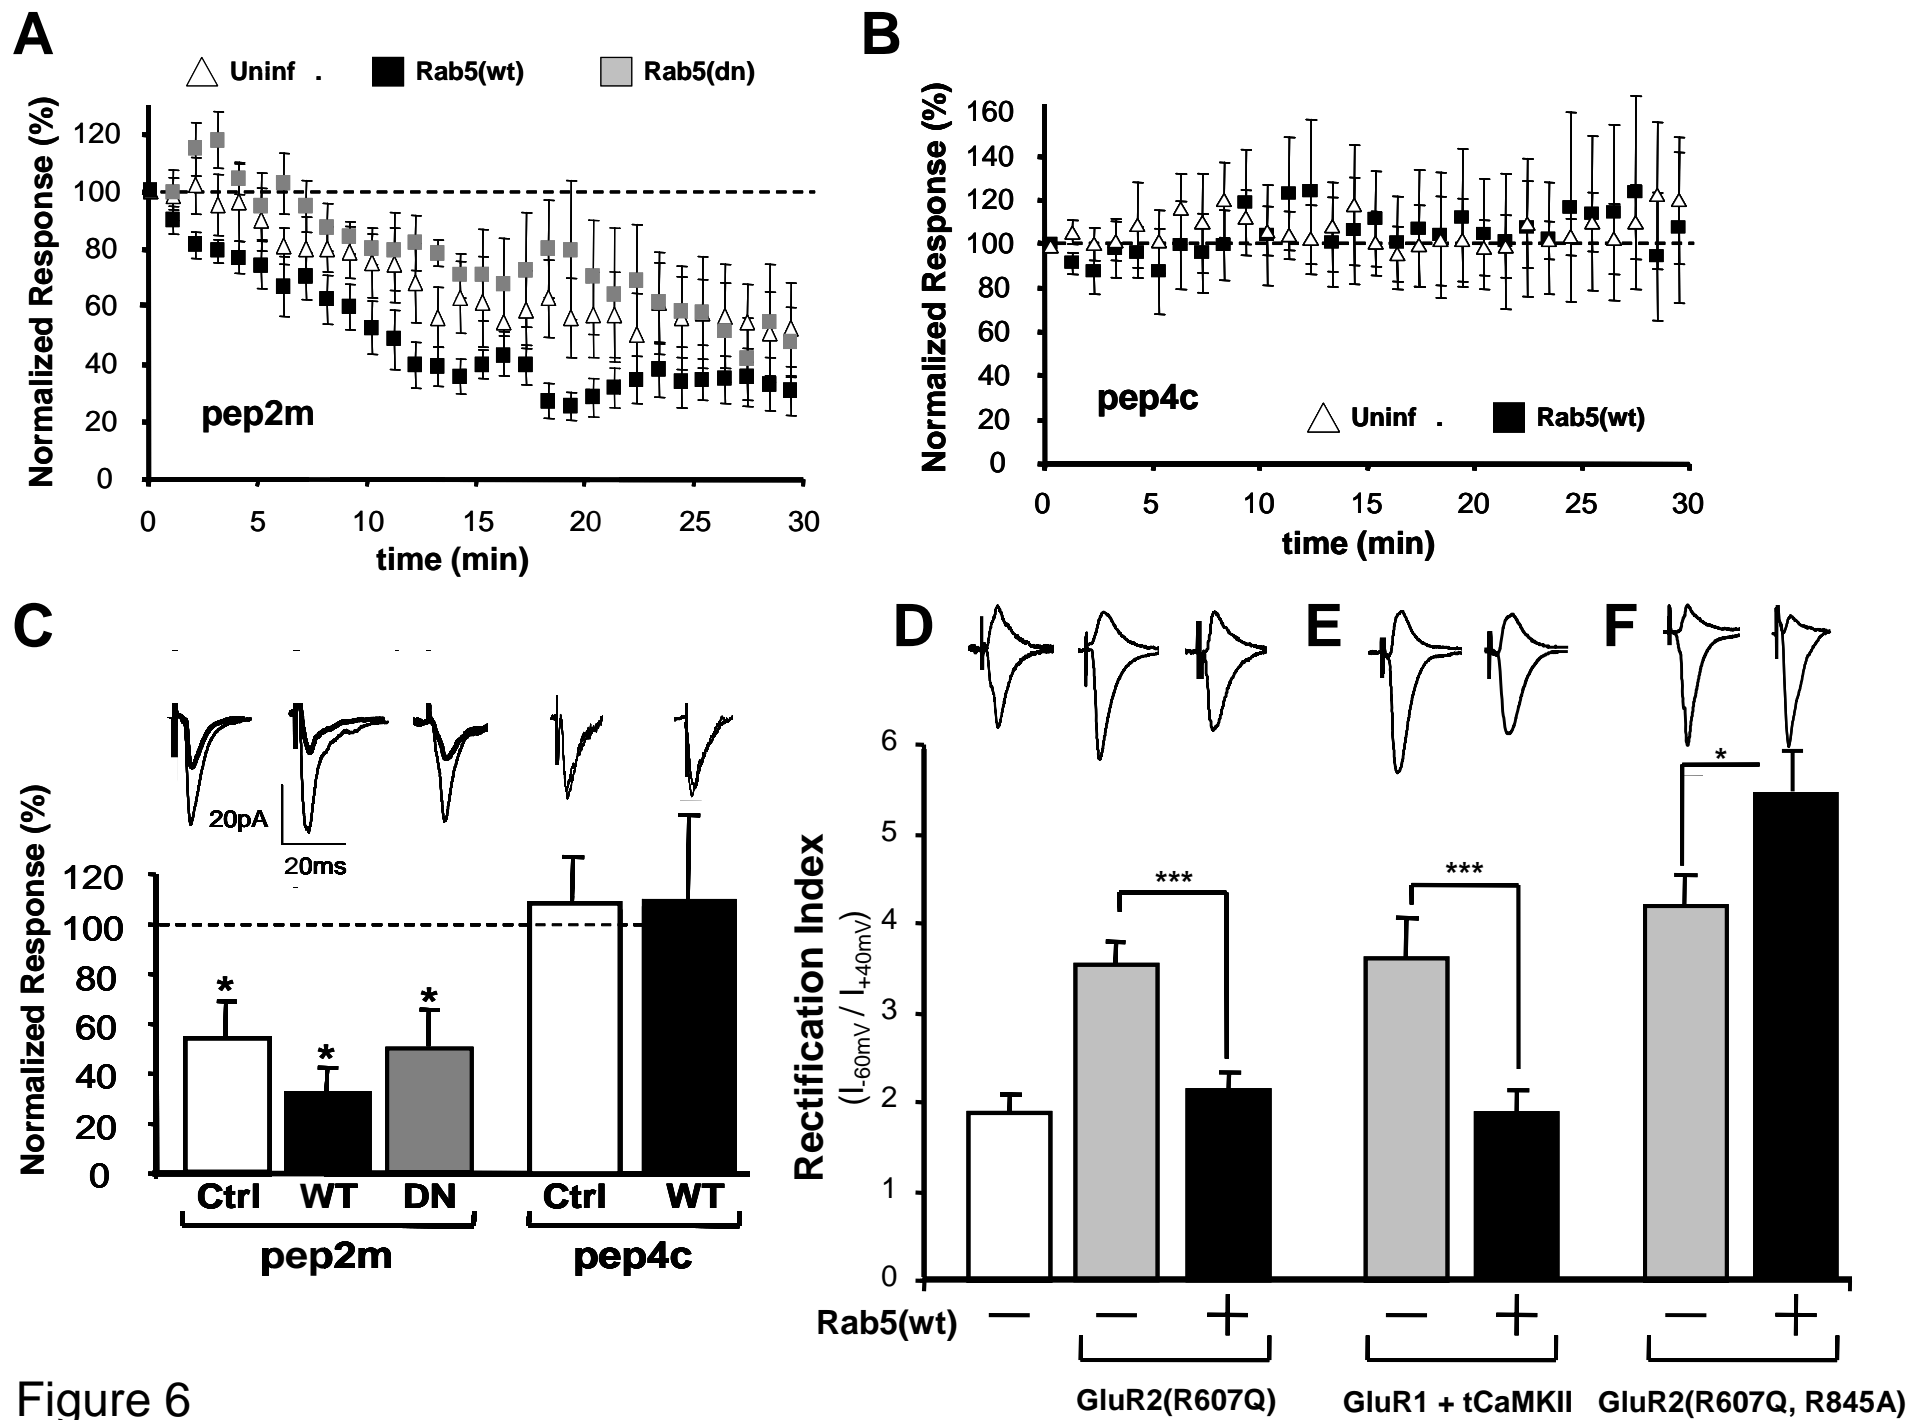 A
Uninf .
Rab5(wt)
Rab5(dn)
Normalized Response (%)
120
100
80
60
40
20
0
pep2m
0 5 10 15 20 25 30
time (min)
B
Normalized Response (%)
160
140
120
100
80
60
40
20
0
pep4c
Uninf .
Rab5(wt)
0 5 10 15 20 25 30
time (min)
C
20pA
20ms
Normalized Response (%)
120
100
80
60
40
20
0
*
*
*
Ctrl WT DN Ctrl WT
pep2m pep4c
D E F
Rectification Index
(I-60mV / I+40mV)
6
5
4
3
2
1
0
***
***
*
Rab5(wt) — — + — + — +
GluR2(R607Q) GluR1 + tCaMKII GluR2(R607Q, R845A)
Figure 6